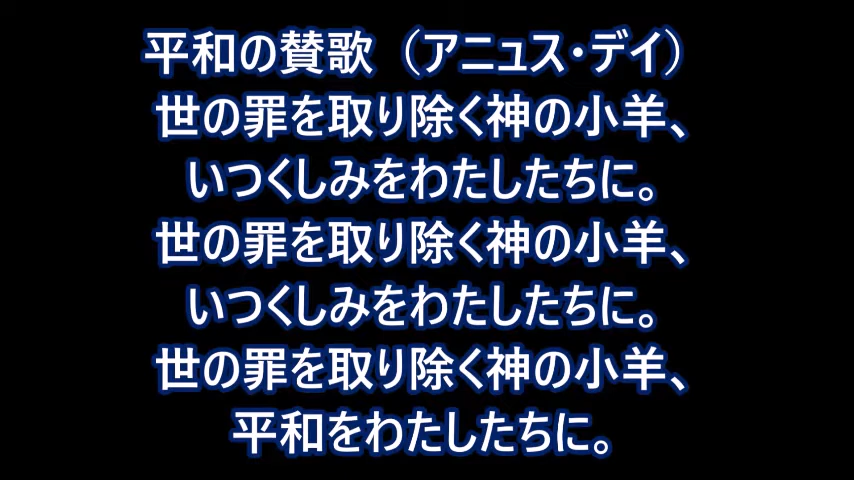 平和の賛歌（アニュス・デイ）
世の罪を取り除く神の小羊、
いつくしみをわたしたちに。
世の罪を取り除く神の小羊、
いつくしみをわたしたちに。
世の罪を取り除く神の小羊、
平和をわたしたちに。